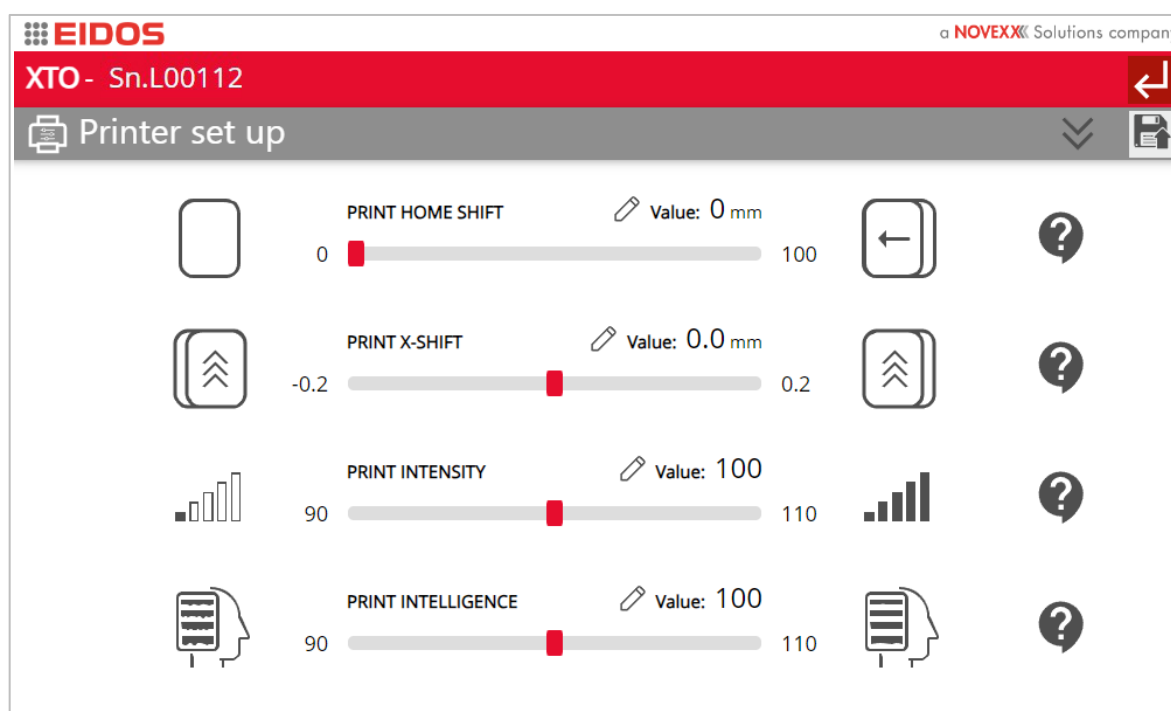 EIDOS
a NOVEXX Solutions company
XTO - Sn.L00112
Printer set up
PRINT HOME SHIFT Value: 0 mm
0 100
PRINT X-SHIFT Value: 0.0 mm
-0.2 0.2
PRINT INTENSITY Value: 100
90 110
PRINT INTELLIGENCE Value: 100
90 110